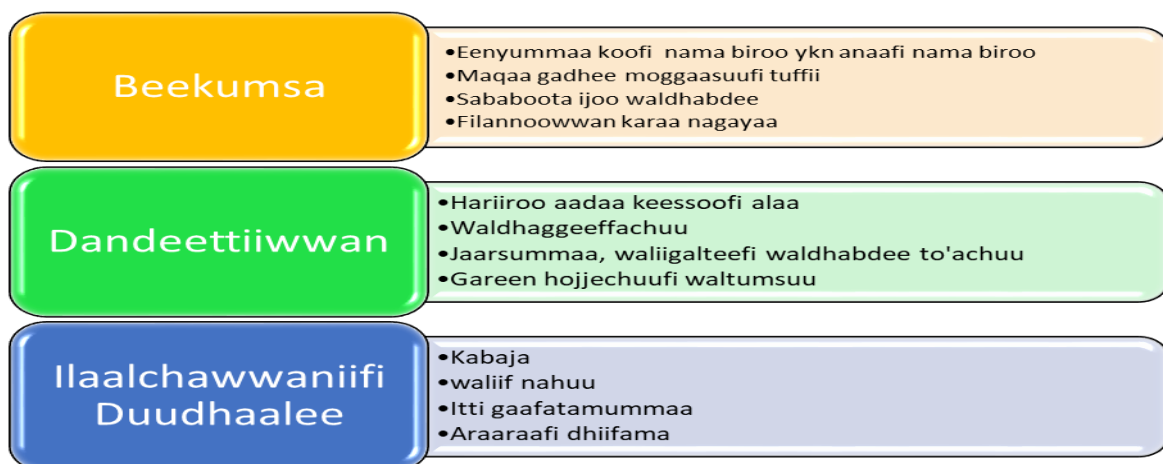 Beekumsa
•Eenyummaa koofi nama biroo ykn anaafi nama biroo
•Maqaa gadhee moggaasuufi tuffii
•Sababoota ijoo waldhabdee
•Filannoowwan karaa nagayaa
Dandeettiiwwan
•Hariiroo aadaa keessoofi alaa
•Waldhaggeeffachuu
•Jaarsummaa, waliigalteefi waldhabdee to'achuu
•Gareen hojjechuufi waltumsuu
Ilaalchawwaniifi
Duudhaalee
•Kabaja
•waliif nahuu
•Itti gaafatamummaa
•Araaraafi dhiifama